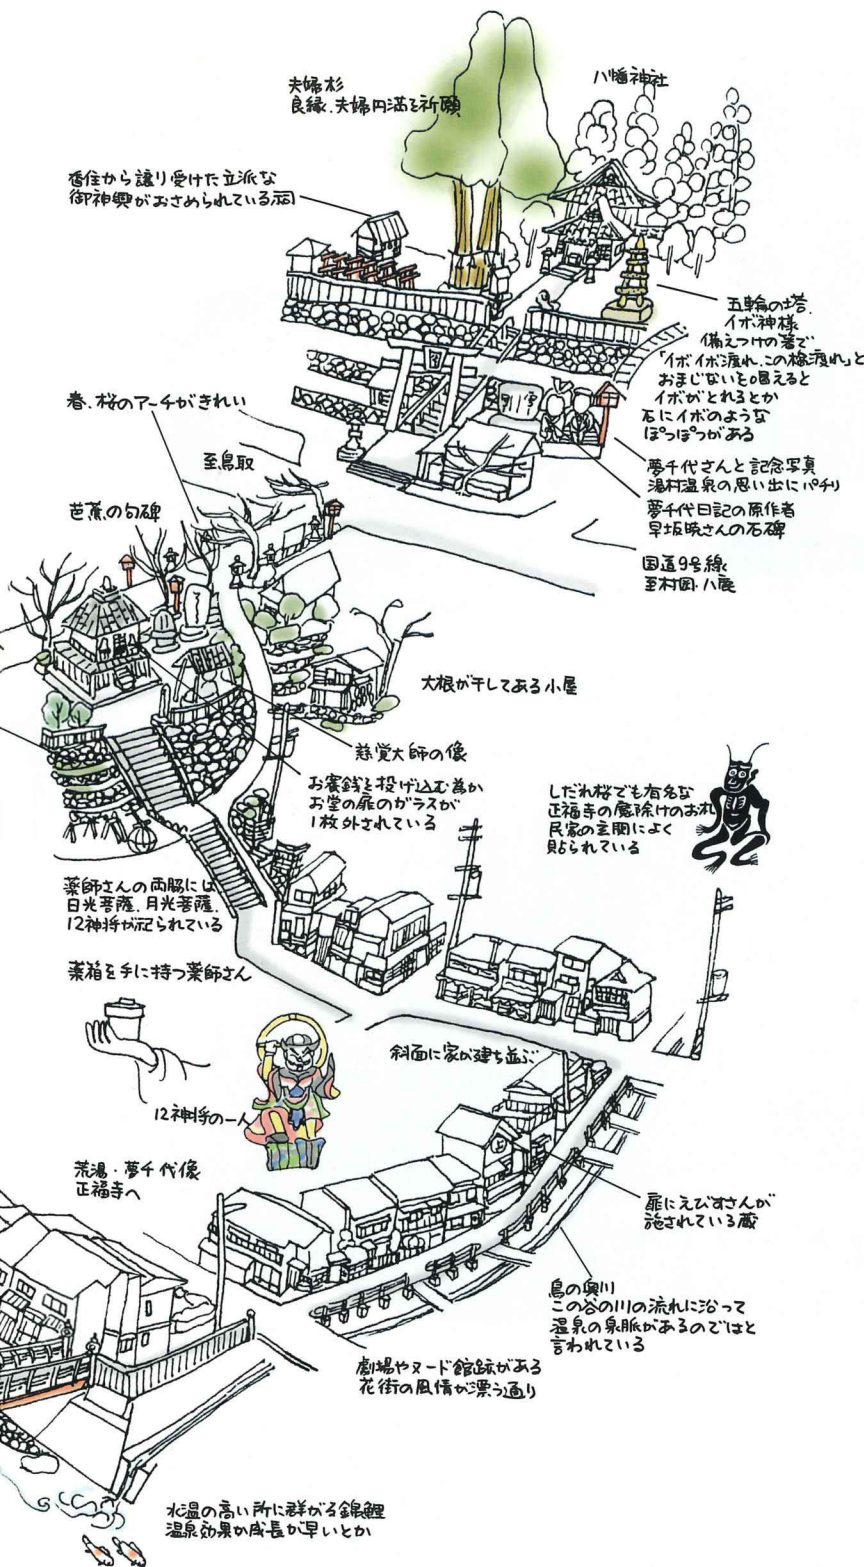 夫婦杉
良縁、夫婦円満を祈願
八幡神社
香住から譲り受けた立派な
御神輿がおさめられている祠
五輪の塔、
イボ神様
備えつけの箸で
「イボイボ渡れ、この橋渡れ」と
おまじないを唱えると
イボがとれるとか
石にイボのような
ぽっぽつがある
春、桜のアーチがきれい
至鳥取
夢千代さんと記念写真
湯村温泉の思い出にパチリ
芭蕉の句碑
夢千代日記の原作者
早坂暁さんの石碑
国道9号線
至村岡・八鹿
大根が干してある小屋
慈覚大師の像
お賽銭を投げ込む為か
お堂の扉のガラスが
1枚外されている
しだれ桜でも有名な
正福寺の魔除けのお札
民家の玄関によく
貼られている
薬師さんの両脇には
日光菩薩、月光菩薩、
12神将が祀られている
薬箱を手に持つ薬師さん
斜面に家が建ち並ぶ
12神将の一人
荒湯・夢千代像
正福寺へ
扉にえびすさんが
施されている蔵
鳥の奥川
この谷の川の流れに沿って
温泉の泉脈があるのではと
言われている
劇場やヌード館跡がある
花街の風情が漂う通り
水温の高い所に群がる錦鯉
温泉効果か成長が早いとか